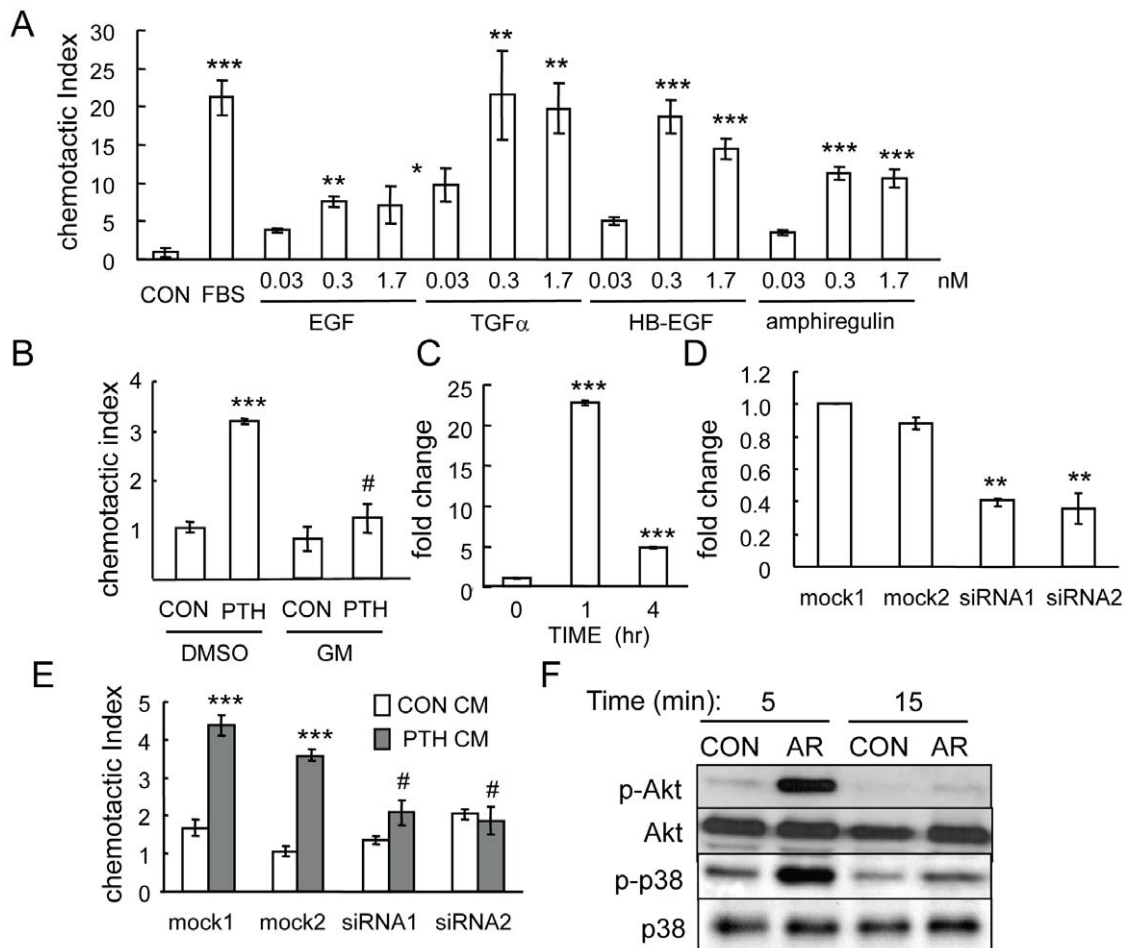 A
chemotactic Index
30
25
20
15
10
5
0
*** ** * ** ** *** *** *** ***
CON FBS 0.03 0.3 1.7 0.03 0.3 1.7 0.03 0.3 1.7 0.03 0.3 1.7 nM
EGF TGFα HB-EGF amphiregulin
B
chemotactic index
4
3
2
1
*** #
CON PTH CON PTH
DMSO GM
C
fold change
25
20
15
10
5
0
*** ***
0 1 4
TIME (hr)
D
fold change
1.2
1.0
0.8
0.6
0.4
0.2
0
** **
mock1 mock2 siRNA1 siRNA2
E
chemotactic Index
5
4
3
2
1
0
*** *** # #
CON CM
PTH CM
mock1 mock2 siRNA1 siRNA2
F
Time (min): 5 15
CON AR CON AR
p-Akt
Akt
p-p38
p38